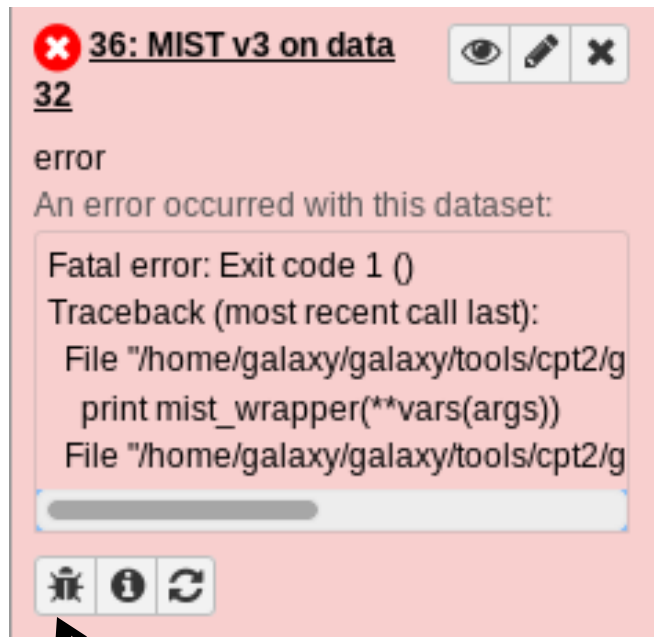 36: MIST v3 on data
32
error
An error occurred with this dataset:
Fatal error: Exit code 1 ()
Traceback (most recent call last):
File "/home/galaxy/galaxy/tools/cpt2/g
print mist_wrapper(**vars(args))
File "/home/galaxy/galaxy/tools/cpt2/g